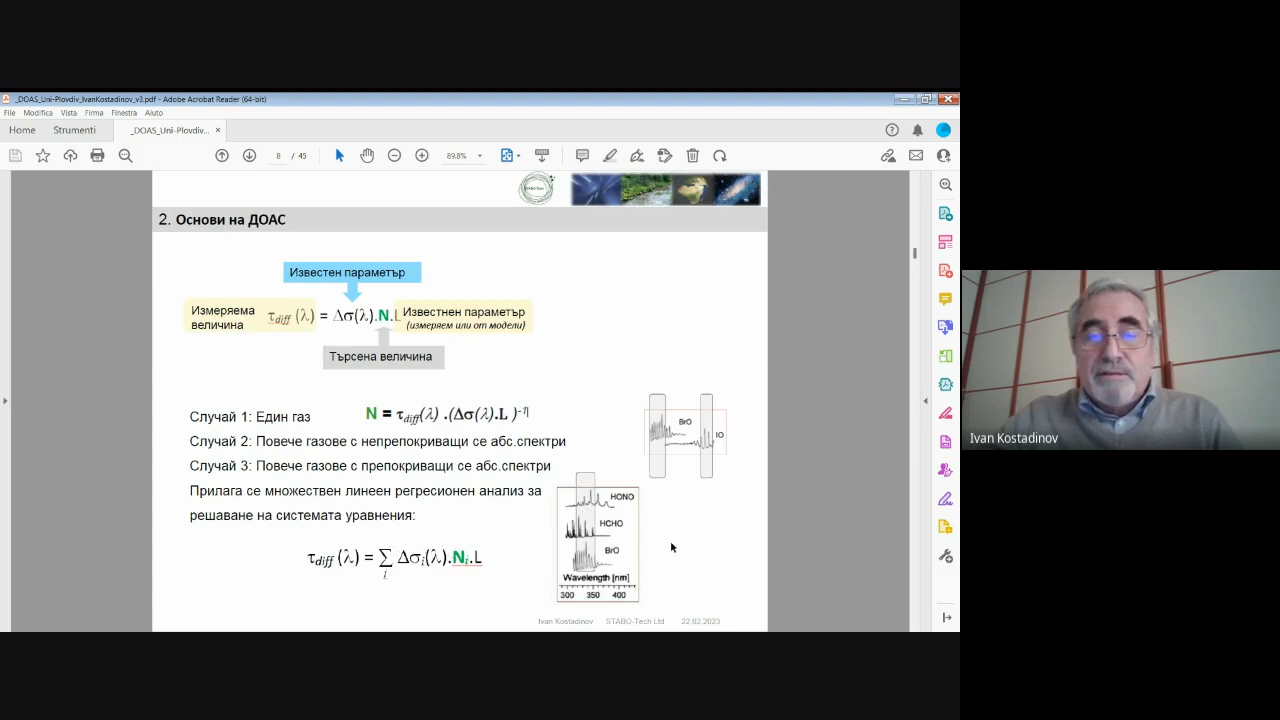 _DOAS_Uni-Plovdiv_IvanKostadinov_v3.pdf - Adobe Acrobat Reader (64-bit)
File Modifica Vista Firma Finestra Aiuto
Home Strumenti _DOAS_Uni-Plovdiv... ×
8 / 45 89,8%
2. Основи на ДОАС
Известен параметър
Измеряема величина
τdiff (λ) = Δσ(λ).N.L
Известнен параметър
(измеряем или от модели)
Търсена величина
Случай 1: Един газ N = τdiff(λ) .(Δσ(λ).L )-1|
Случай 2: Повече газове с непрепокриващи се абс.спектри
Случай 3: Повече газове с препокриващи се абс.спектри
Прилага се множествен линеен регресионен анализ за
решаване на системата уравнения:
τdiff (λ) = ∑i Δσi(λ).Ni.L
BrO
IO
HONO
HCHO
BrO
Wavelength [nm]
300 350 400
Ivan Kostadinov STABO-Tech Ltd 22.02.2023
Ivan Kostadinov